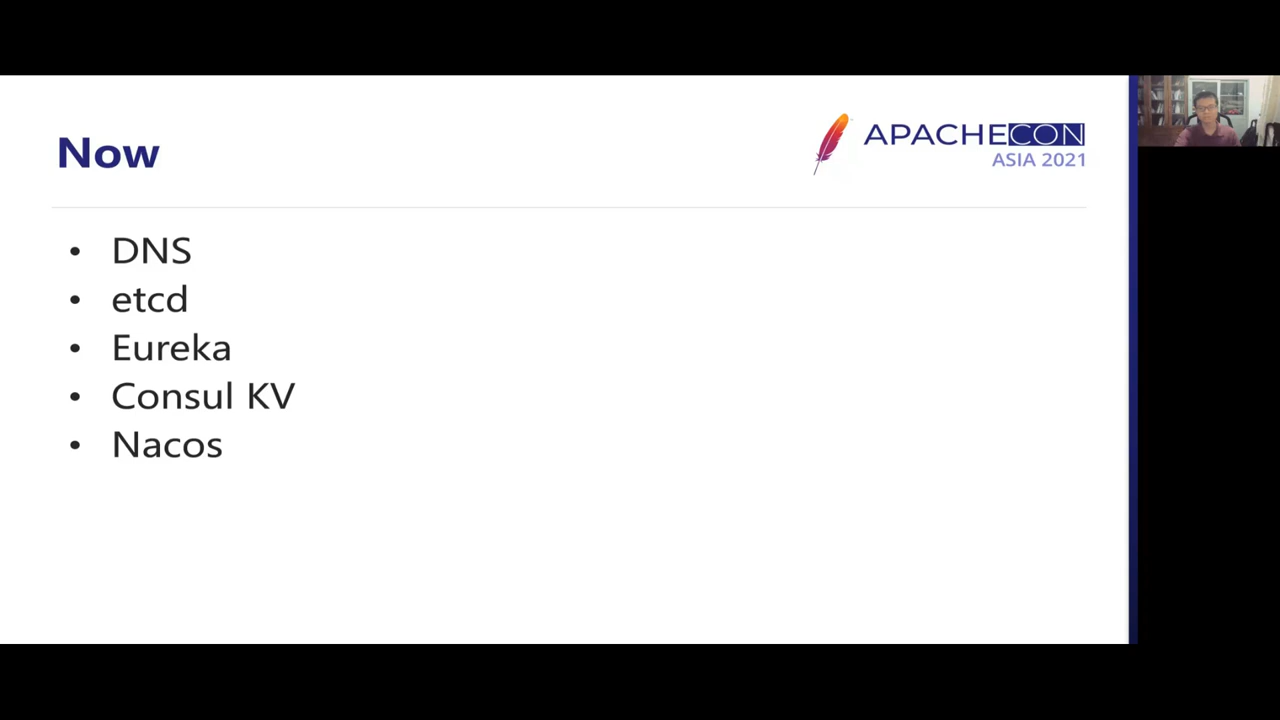 Now
APACHECON
ASIA 2021
• DNS
• etcd
• Eureka
• Consul KV
• Nacos